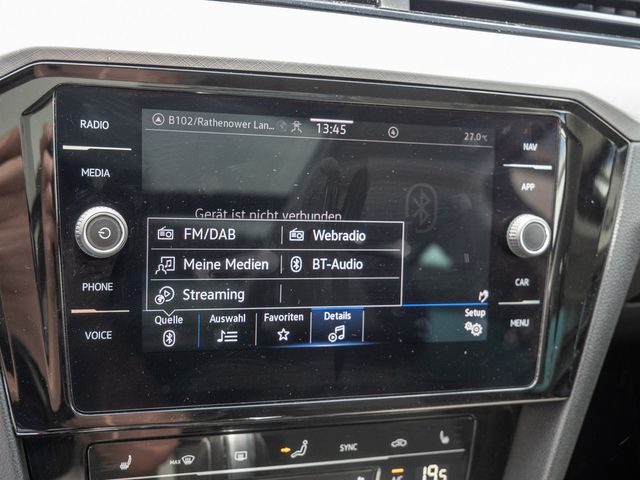 RADIO
MEDIA
PHONE
VOICE
B102/Rathenower Lan...
13:45
27.0 °C
Gerät ist nicht verbunden
FM/DAB
Webradio
Meine Medien
BT-Audio
Streaming
Quelle
Auswahl
Favoriten
Details
Setup
NAV
APP
CAR
MENU
MAX
SYNC
A/C
19.5